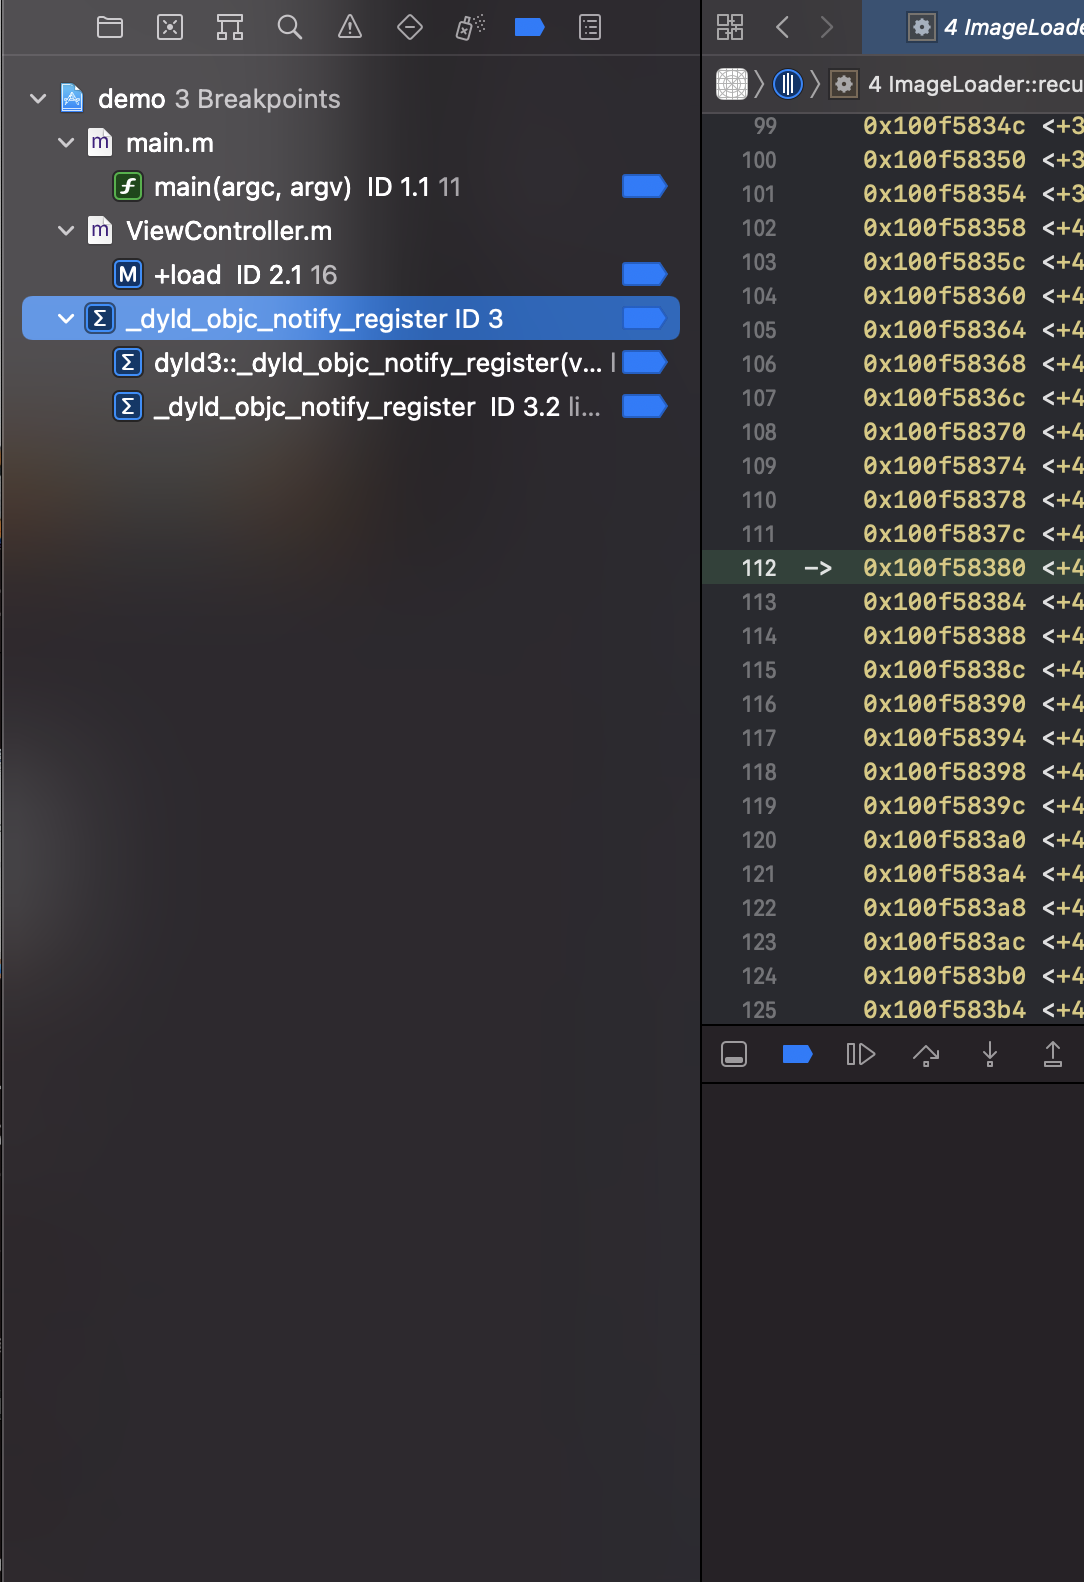 demo 3 Breakpoints
main.m
main(argc, argv) ID 1.1 11
ViewController.m
M +load ID 2.1 16
Σ _dyld_objc_notify_register ID 3
Σ dyld3::_dyld_objc_notify_register(v... I
Σ _dyld_objc_notify_register ID 3.2 li...
4 ImageLoade
4 ImageLoader::recu
99 0x100f5834c <+3
100 0x100f58350 <+3
101 0x100f58354 <+3
102 0x100f58358 <+4
103 0x100f5835c <+4
104 0x100f58360 <+4
105 0x100f58364 <+4
106 0x100f58368 <+4
107 0x100f5836c <+4
108 0x100f58370 <+4
109 0x100f58374 <+4
110 0x100f58378 <+4
111 0x100f5837c <+4
112 -> 0x100f58380 <+4
113 0x100f58384 <+4
114 0x100f58388 <+4
115 0x100f5838c <+4
116 0x100f58390 <+4
117 0x100f58394 <+4
118 0x100f58398 <+4
119 0x100f5839c <+4
120 0x100f583a0 <+4
121 0x100f583a4 <+4
122 0x100f583a8 <+4
123 0x100f583ac <+4
124 0x100f583b0 <+4
125 0x100f583b4 <+4